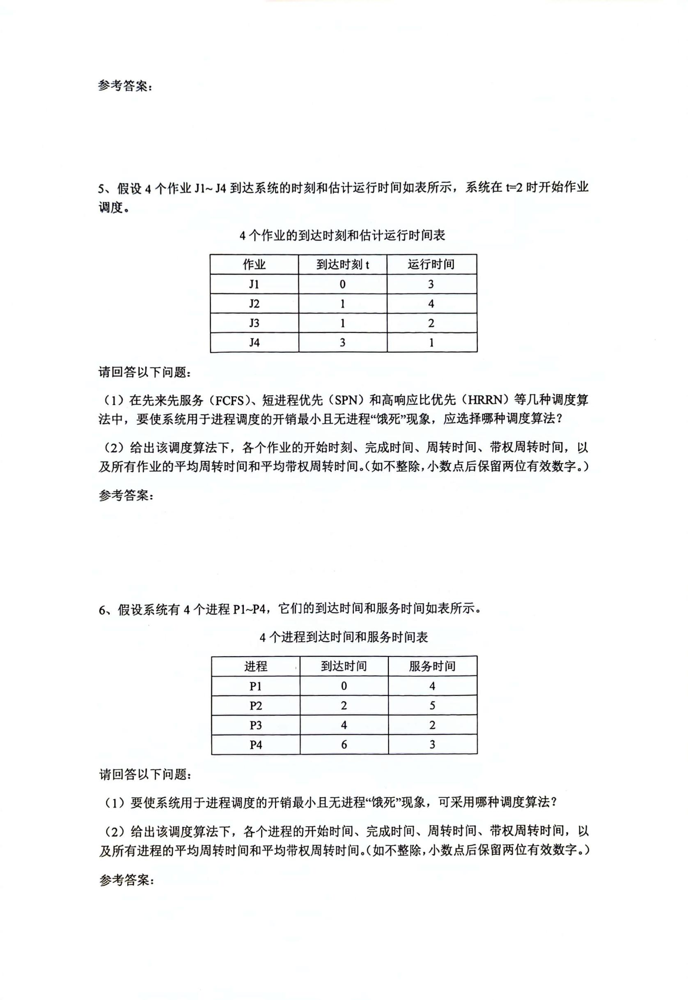 参考答案：
5、假设 4 个作业 J1~ J4 到达系统的时刻和估计运行时间如表所示，系统在 t=2 时开始作业
调度。
4 个作业的到达时刻和估计运行时间表
作业 到达时刻 t 运行时间
J1 0 3
J2 1 4
J3 1 2
J4 3 1
请回答以下问题：
（1）在先来先服务（FCFS）、短进程优先（SPN）和高响应比优先（HRRN）等几种调度算
法中，要使系统用于进程调度的开销最小且无进程“饿死”现象，应选择哪种调度算法？
（2）给出该调度算法下，各个作业的开始时刻、完成时间、周转时间、带权周转时间，以
及所有作业的平均周转时间和平均带权周转时间。（如不整除，小数点后保留两位有效数字。）
参考答案：
6、假设系统有 4 个进程 P1~P4，它们的到达时间和服务时间如表所示。
4 个进程到达时间和服务时间表
进程 到达时间 服务时间
P1 0 4
P2 2 5
P3 4 2
P4 6 3
请回答以下问题：
（1）要使系统用于进程调度的开销最小且无进程“饿死”现象，可采用哪种调度算法？
（2）给出该调度算法下，各个进程的开始时间、完成时间、周转时间、带权周转时间，以
及所有进程的平均周转时间和平均带权周转时间。（如不整除，小数点后保留两位有效数字。）
参考答案：